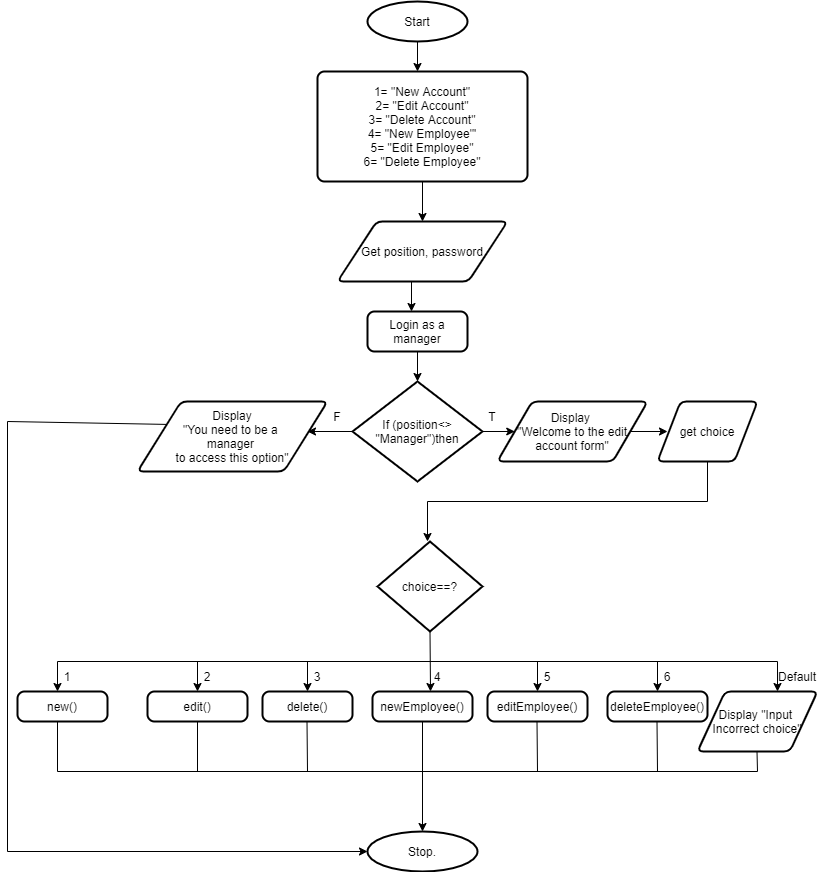 Start
1= "New Account"
2= "Edit Account"
3= "Delete Account"
4= "New Employee""
5= "Edit Employee"
6= "Delete Employee"
Get position, password
Login as a
manager
If (position<>
"Manager")then
F
T
Display
"You need to be a
manager
to access this option"
Display
"Welcome to the edit
account form"
get choice
choice==?
1
2
3
4
5
6
Default
new()
edit()
delete()
newEmployee()
editEmployee()
deleteEmployee()
Display "Input
Incorrect choice"
Stop.